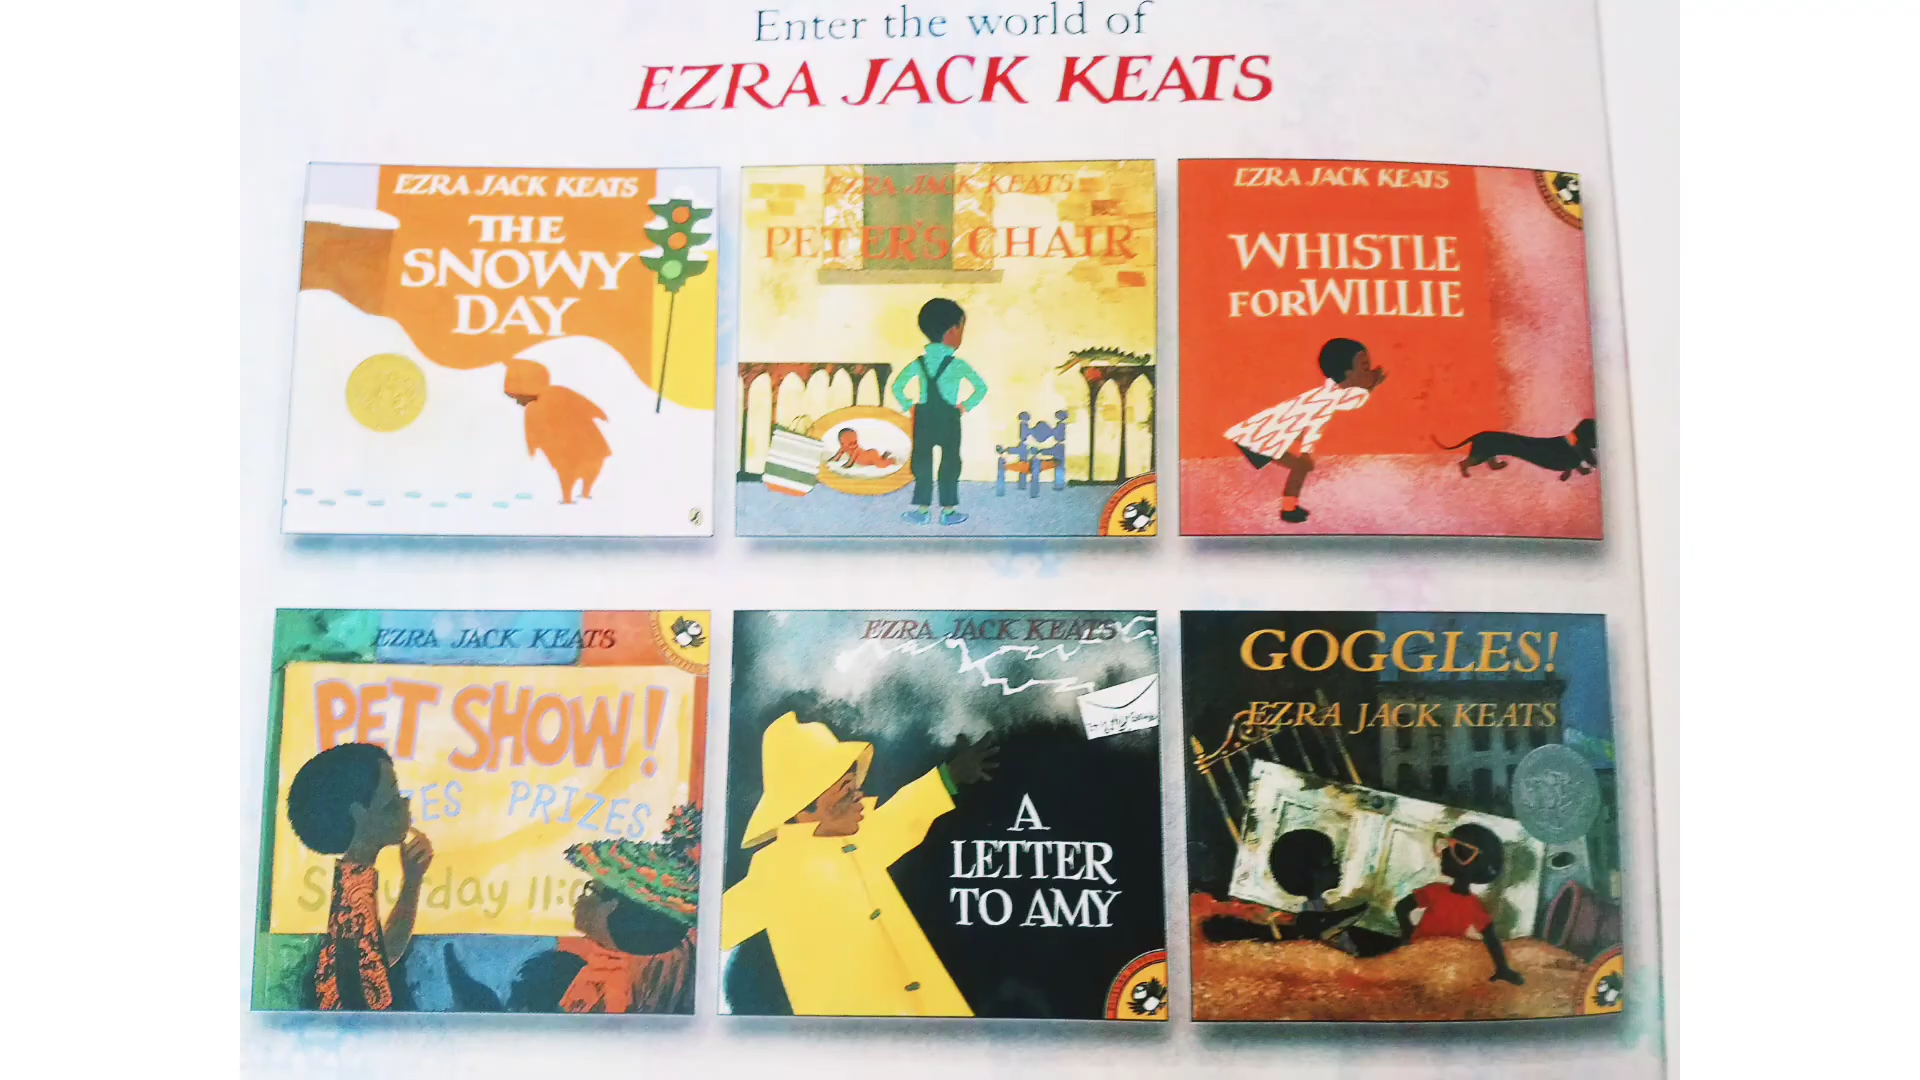 Enter the world of
EZRA JACK KEATS
EZRA JACK KEATS
THE
SNOWY
DAY
EZRA JACK KEATS
PETER'S CHAIR
EZRA JACK KEATS
WHISTLE
FOR WILLIE
EZRA JACK KEATS
PET SHOW!
ZES PRIZES
Saturday 11:0
EZRA JACK KEATS
A
LETTER
TO AMY
GOGGLES!
EZRA JACK KEATS